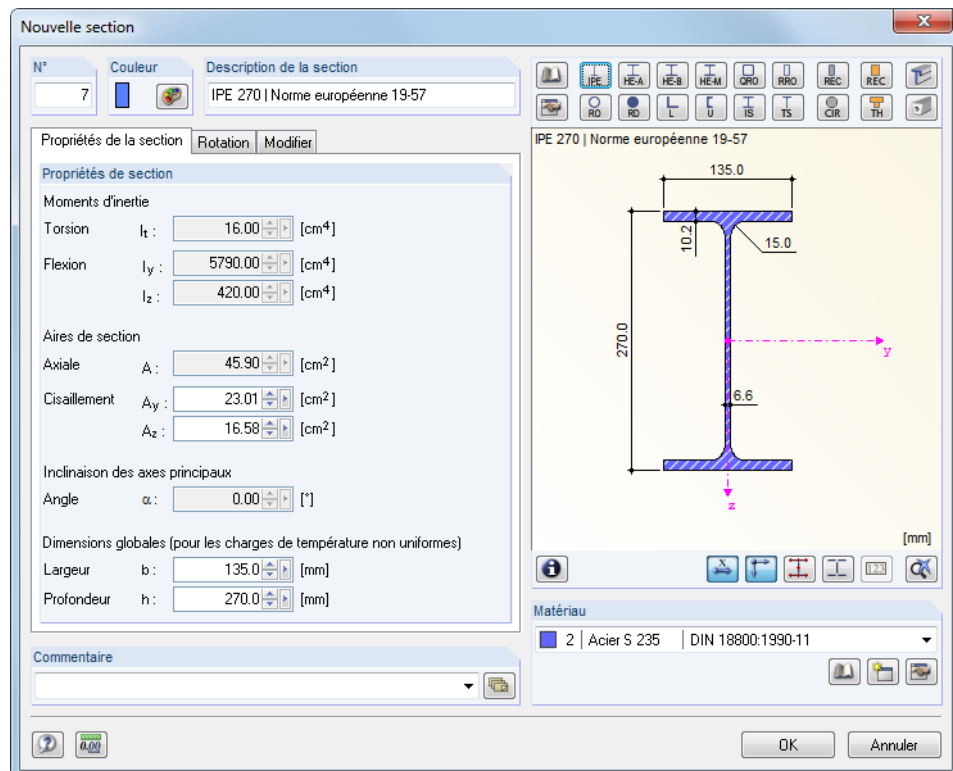 Nouvelle section
N°
Couleur
Description de la section
7
IPE 270 | Norme européenne 19-57
Propriétés de la section
Rotation
Modifier
Propriétés de section
Moments d'inertie
Torsion It : 16.00 [cm4]
Flexion Iy : 5790.00 [cm4]
Iz : 420.00 [cm4]
Aires de section
Axiale A : 45.90 [cm2]
Cisaillement Ay : 23.01 [cm2]
Az : 16.58 [cm2]
Inclinaison des axes principaux
Angle α : 0.00 [°]
Dimensions globales (pour les charges de température non uniformes)
Largeur b : 135.0 [mm]
Profondeur h : 270.0 [mm]
Commentaire
IPE HE-A HE-B HE-M QRO RRO REC REC
RO RD L U IS TS CIR TH
IPE 270 | Norme européenne 19-57
135.0
10.2
15.0
270.0
y
6.6
z
[mm]
X
123
Matériau
2 | Acier S 235 | DIN 18800:1990-11
0.00
OK
Annuler